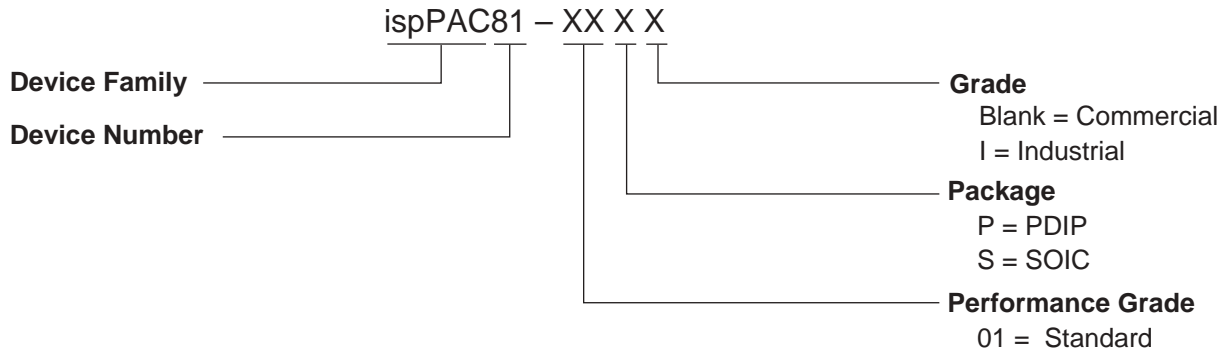 ispPAC81 – XX X X
Device Family
Device Number
Grade
Blank = Commercial
I = Industrial
Package
P = PDIP
S = SOIC
Performance Grade
01 = Standard